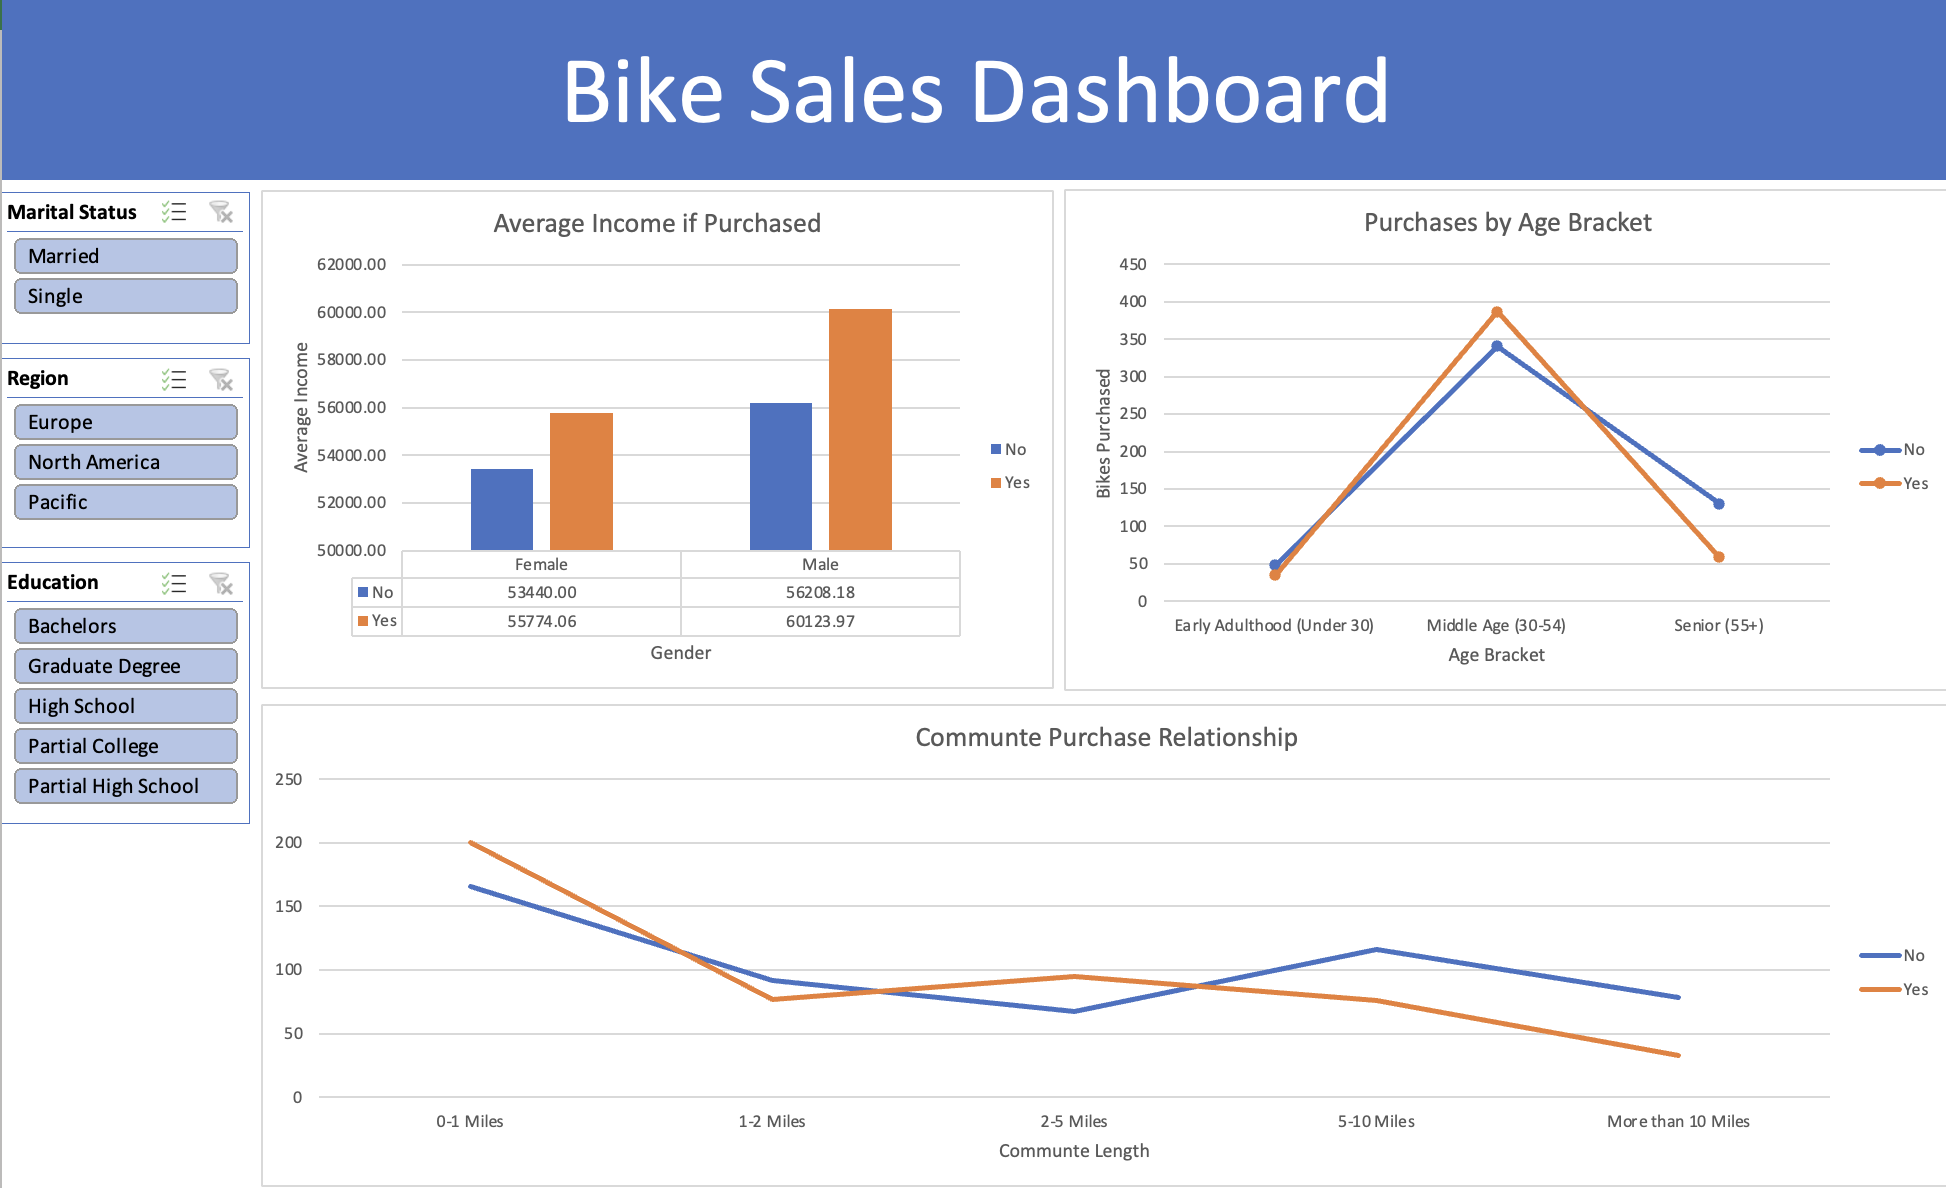 Bike Sales Dashboard
Marital Status
Married
Single
Region
Europe
North America
Pacific
Education
Bachelors
Graduate Degree
High School
Partial College
Partial High School
Average Income if Purchased
62000.00
60000.00
58000.00
56000.00
54000.00
52000.00
50000.00
Average Income
Female Male
No 53440.00 56208.18
Yes 55774.06 60123.97
Gender
No
Yes
Purchases by Age Bracket
450
400
350
300
250
200
150
100
50
0
Bikes Purchased
Early Adulthood (Under 30) Middle Age (30-54) Senior (55+)
Age Bracket
No
Yes
Communte Purchase Relationship
250
200
150
100
50
0
0-1 Miles 1-2 Miles 2-5 Miles 5-10 Miles More than 10 Miles
Communte Length
No
Yes